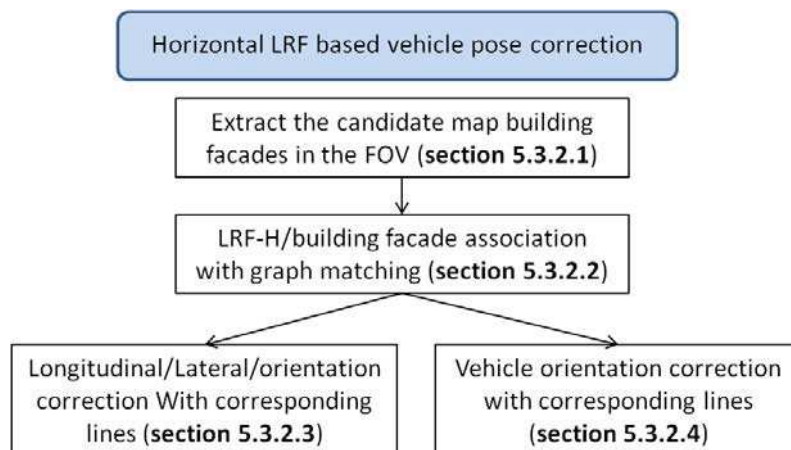 Horizontal LRF based vehicle pose correction
Extract the candidate map building
facades in the FOV (section 5.3.2.1)
LRF-H/building facade association
with graph matching (section 5.3.2.2)
Longitudinal/Lateral/orientation
correction With corresponding
lines (section 5.3.2.3)
Vehicle orientation correction
with corresponding lines
(section 5.3.2.4)